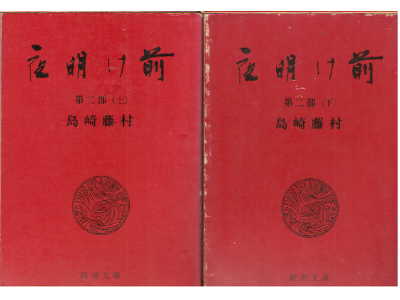 夜明け前
第二部(上)
島崎藤村
新潮文庫
夜明け前
第二部(下)
島崎藤村
新潮文庫